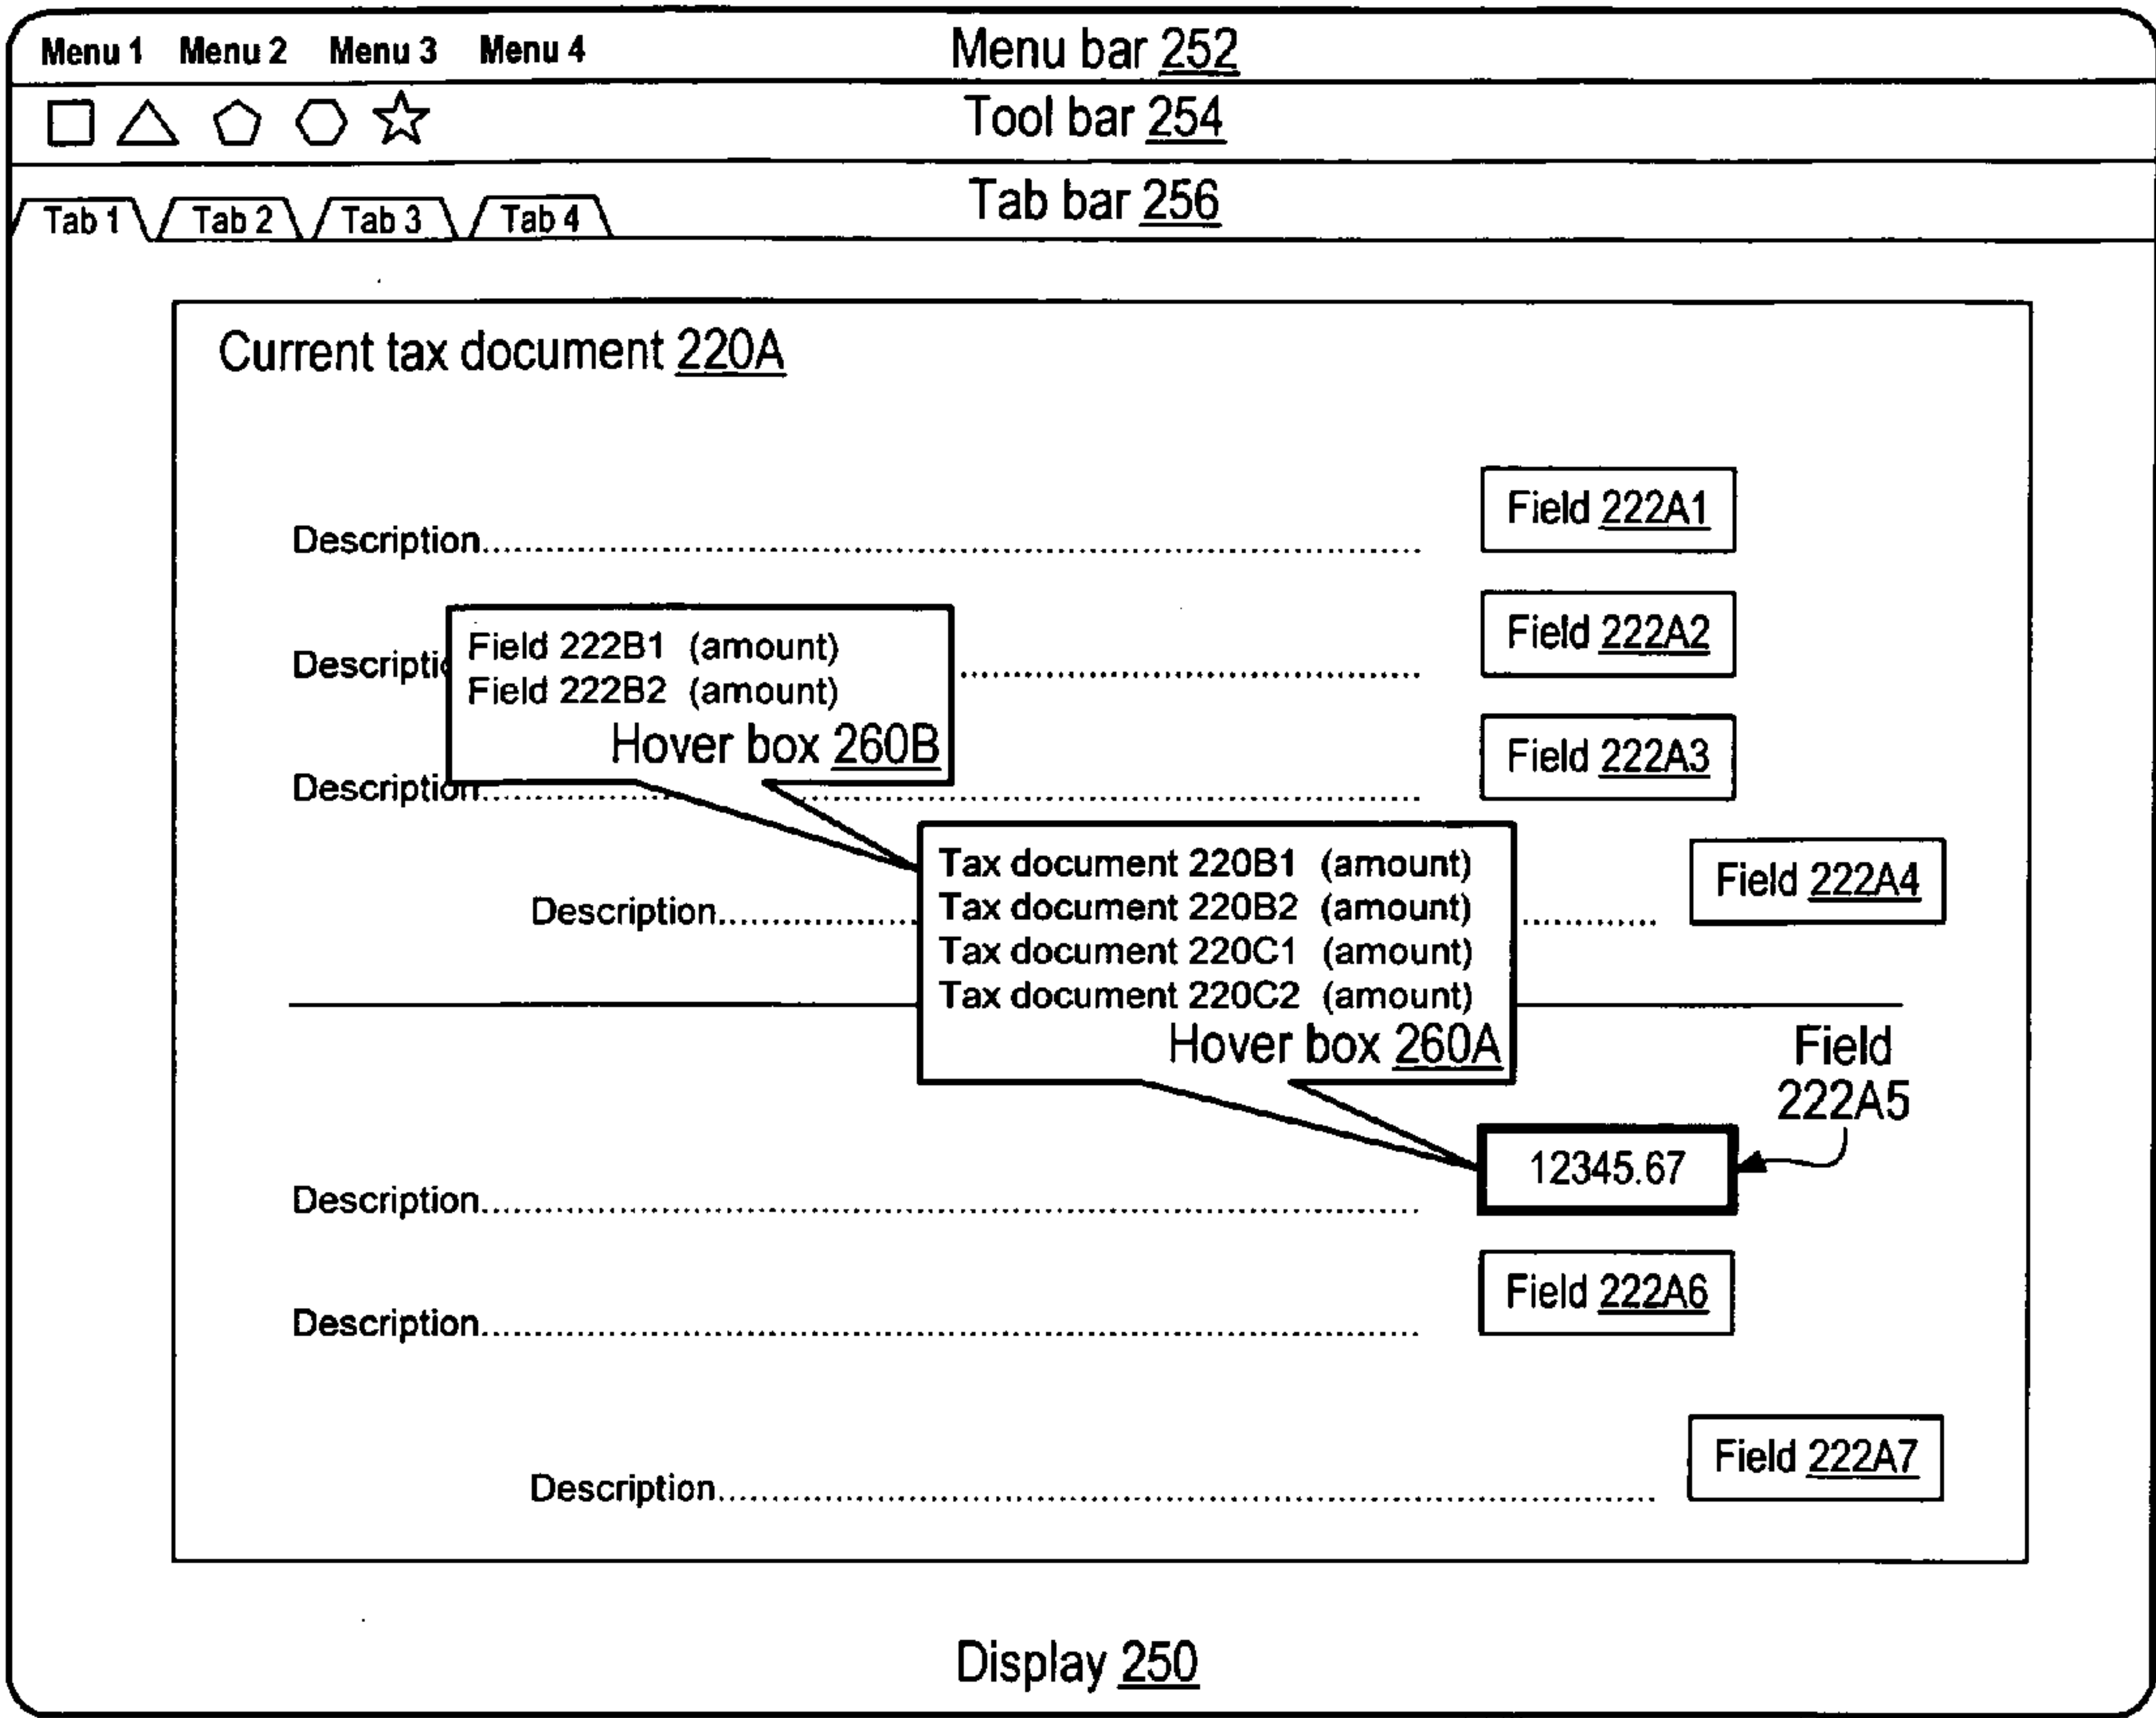 Menu 1 Menu 2 Menu 3 Menu 4 Menu bar 252
Tool bar 254
Tab bar 256
Tab 1 Tab 2 Tab 3 Tab 4
Current tax document 220A
Field 222A1
Description........................................
Field 222A2
Field 222B1 (amount)
Descripti
Field 222B2 (amount)
Hover box 260B
Field 222A3
Description........................................
Tax document 220B1 (amount)
Field 222A4
Tax document 220B2 (amount)
Description........................................
Tax document 220C1 (amount)
Tax document 220C2 (amount)
Hover box 260A
Field
222A5
12345.67
Description........................................
Field 222A6
Description........................................
Field 222A7
Description........................................
Display 250